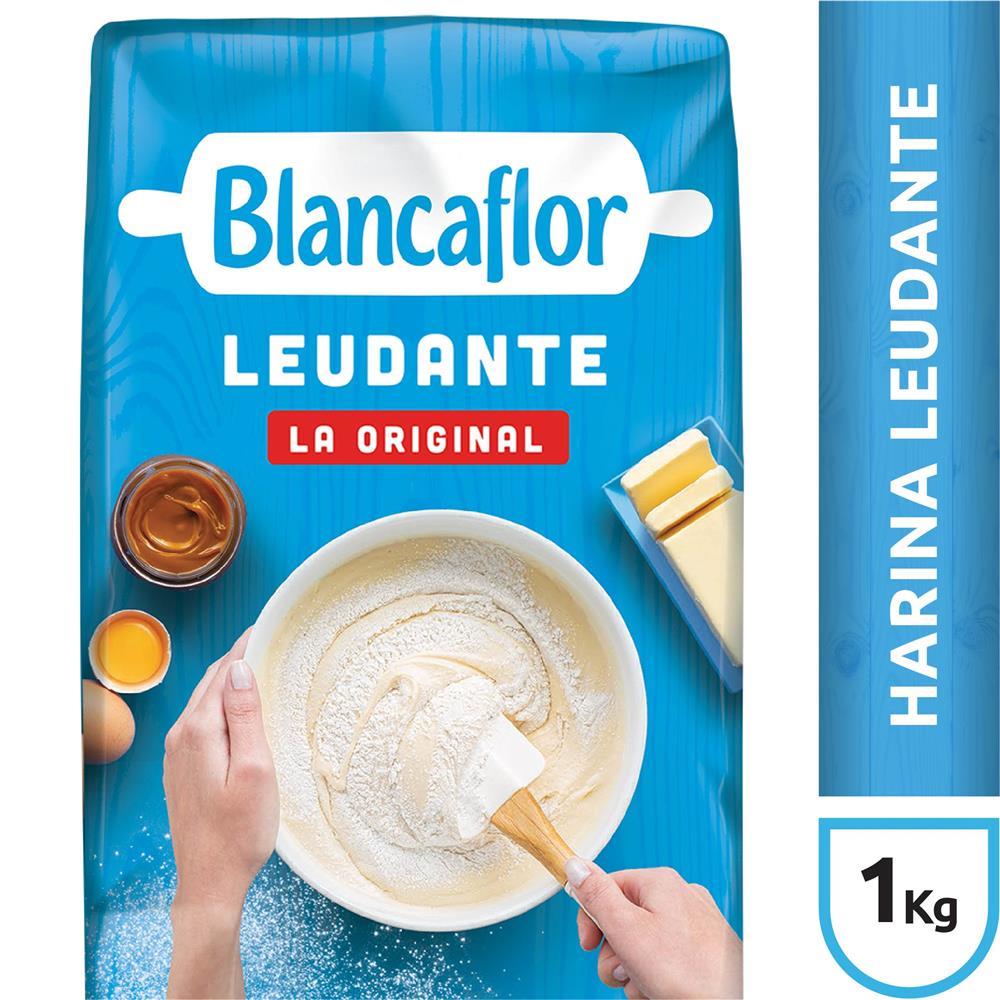 Blancaflor
LEUDANTE
LA ORIGINAL
HARINA LEUDANTE
1Kg